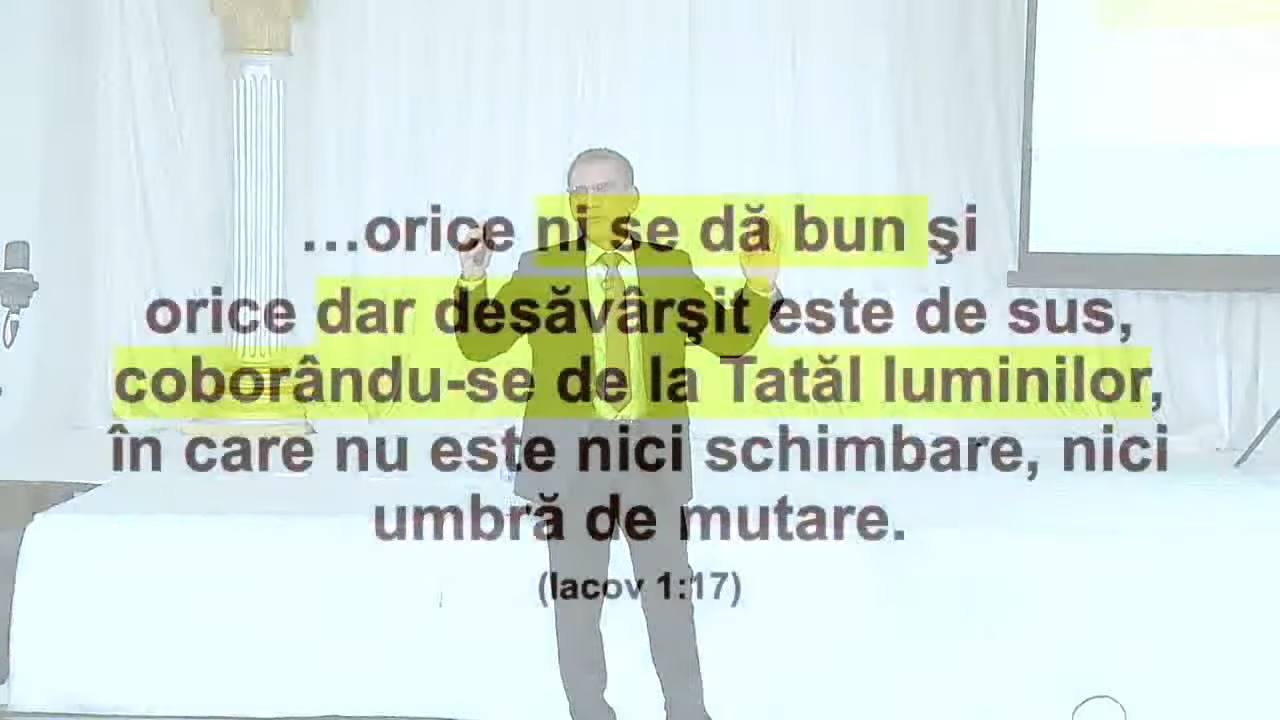 ...orice ni se dă bun şi
orice dar desăvârşit este de sus,
coborându-se de la Tatăl luminilor,
în care nu este nici schimbare, nici
umbră de mutare.
(Iacov 1:17)